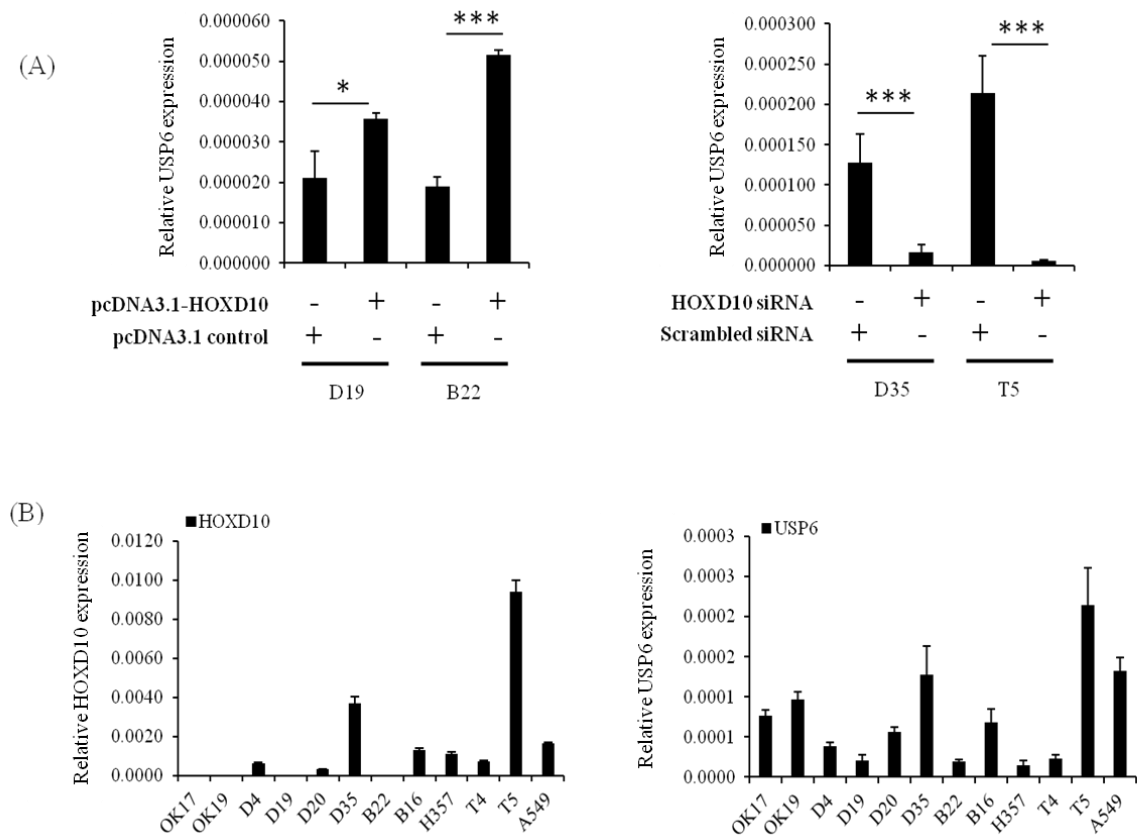 (A)
Relative USP6 expression
0.000060
0.000050
0.000040
0.000030
0.000020
0.000010
0.000000
*
***
pcDNA3.1-HOXD10 - + - +
pcDNA3.1 control + - + -
D19 B22
Relative USP6 expression
0.000300
0.000250
0.000200
0.000150
0.000100
0.000050
0.000000
***
***
HOXD10 siRNA - + - +
Scrambled siRNA + - + -
D35 T5
(B)
HOXD10
Relative HOXD10 expression
0.0120
0.0100
0.0080
0.0060
0.0040
0.0020
0.0000
OK17 OK19 D4 D19 D20 D35 B22 B16 H357 T4 T5 A549
USP6
Relative USP6 expression
0.0003
0.0003
0.0002
0.0002
0.0001
0.0001
0.0000
OK17 OK19 D4 D19 D20 D35 B22 B16 H357 T4 T5 A549